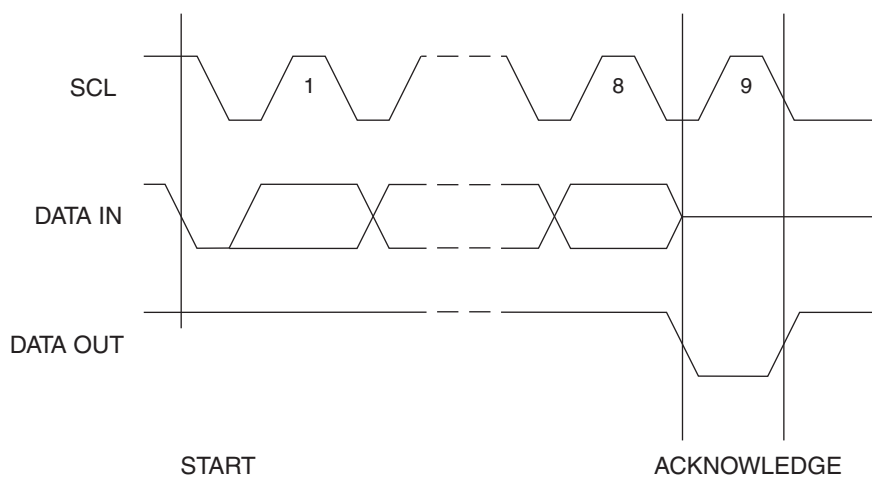 SCL
1
8
9
DATA IN
DATA OUT
START
ACKNOWLEDGE